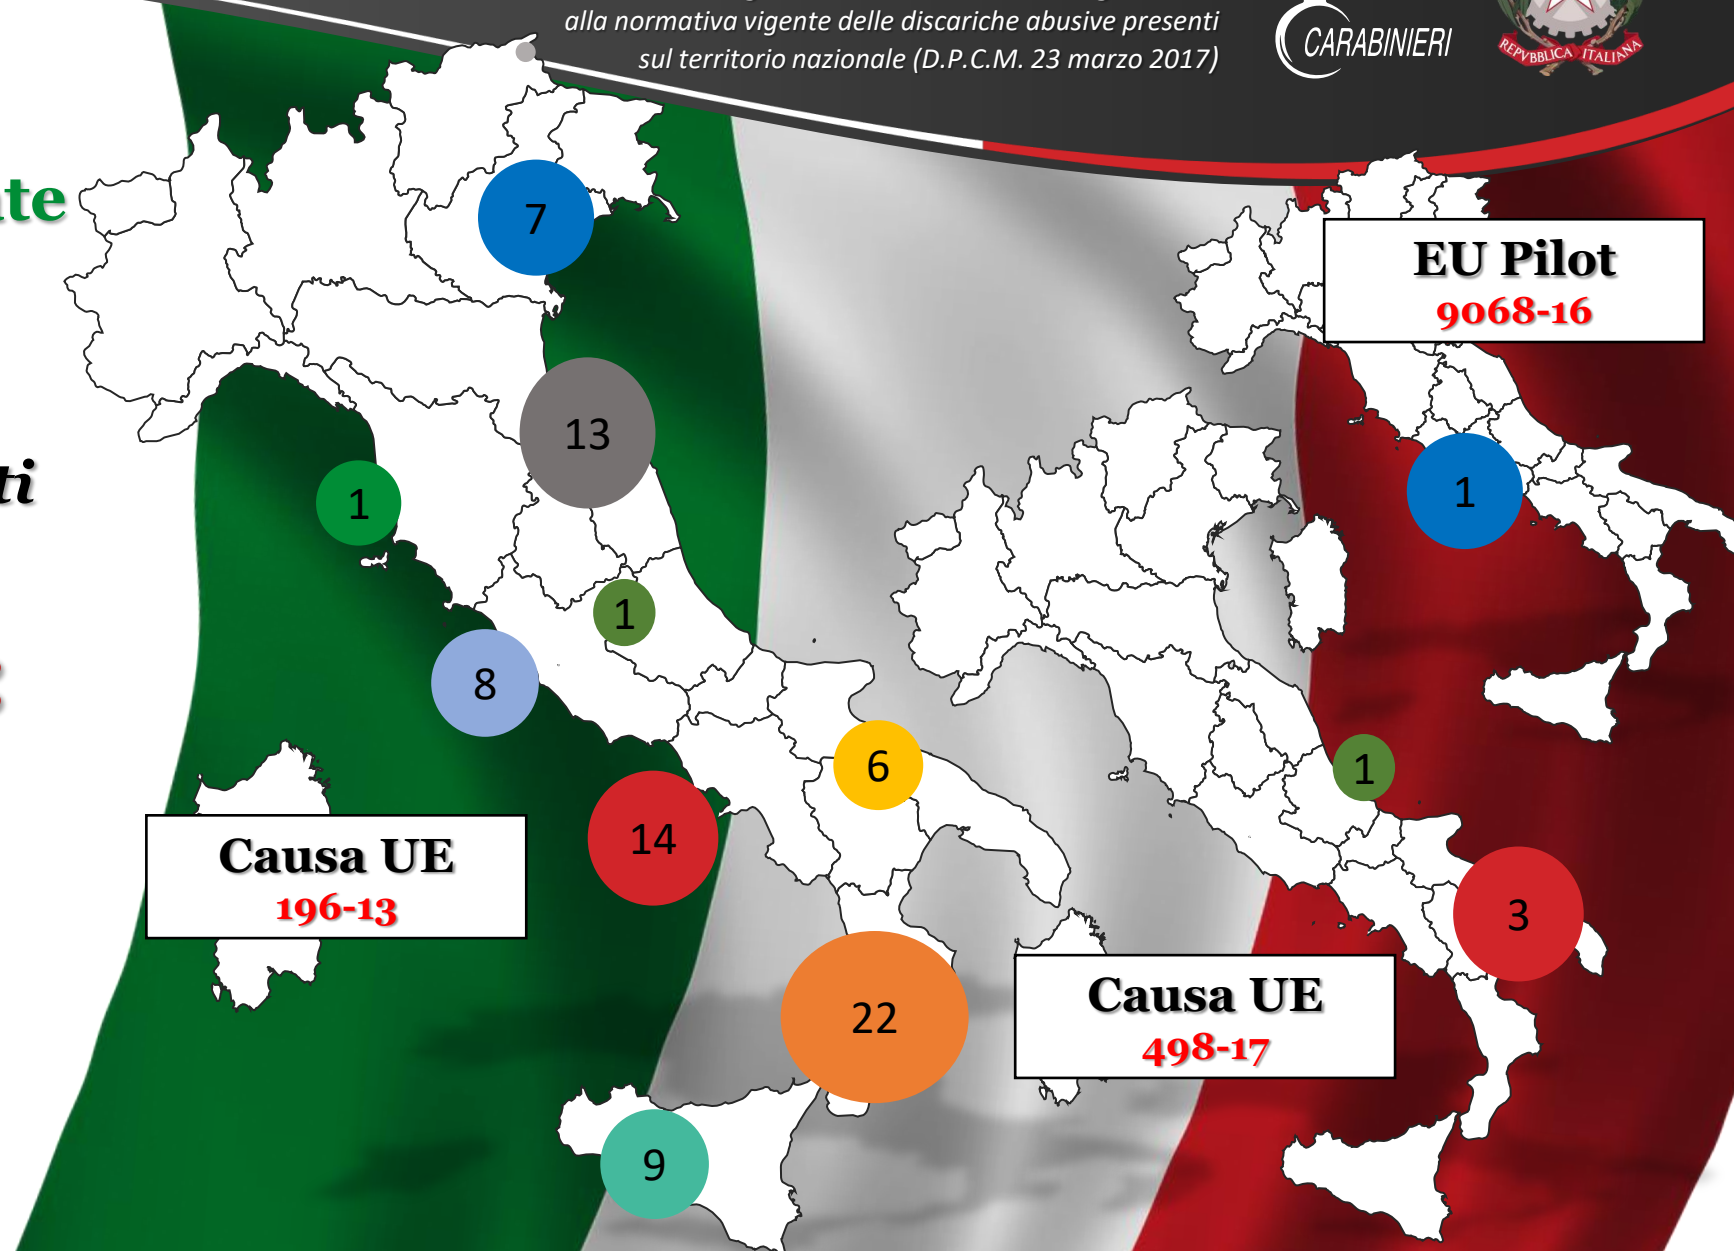 alla normativa vigente delle discariche abusive presenti
sul territorio nazionale (D.P.C.M. 23 marzo 2017)
CARABINIERI
REPVBBLICA ITALIANA
7
EU Pilot
9068-16
13
1
1
1
8
6
1
14
Causa UE
196-13
3
22
Causa UE
498-17
9